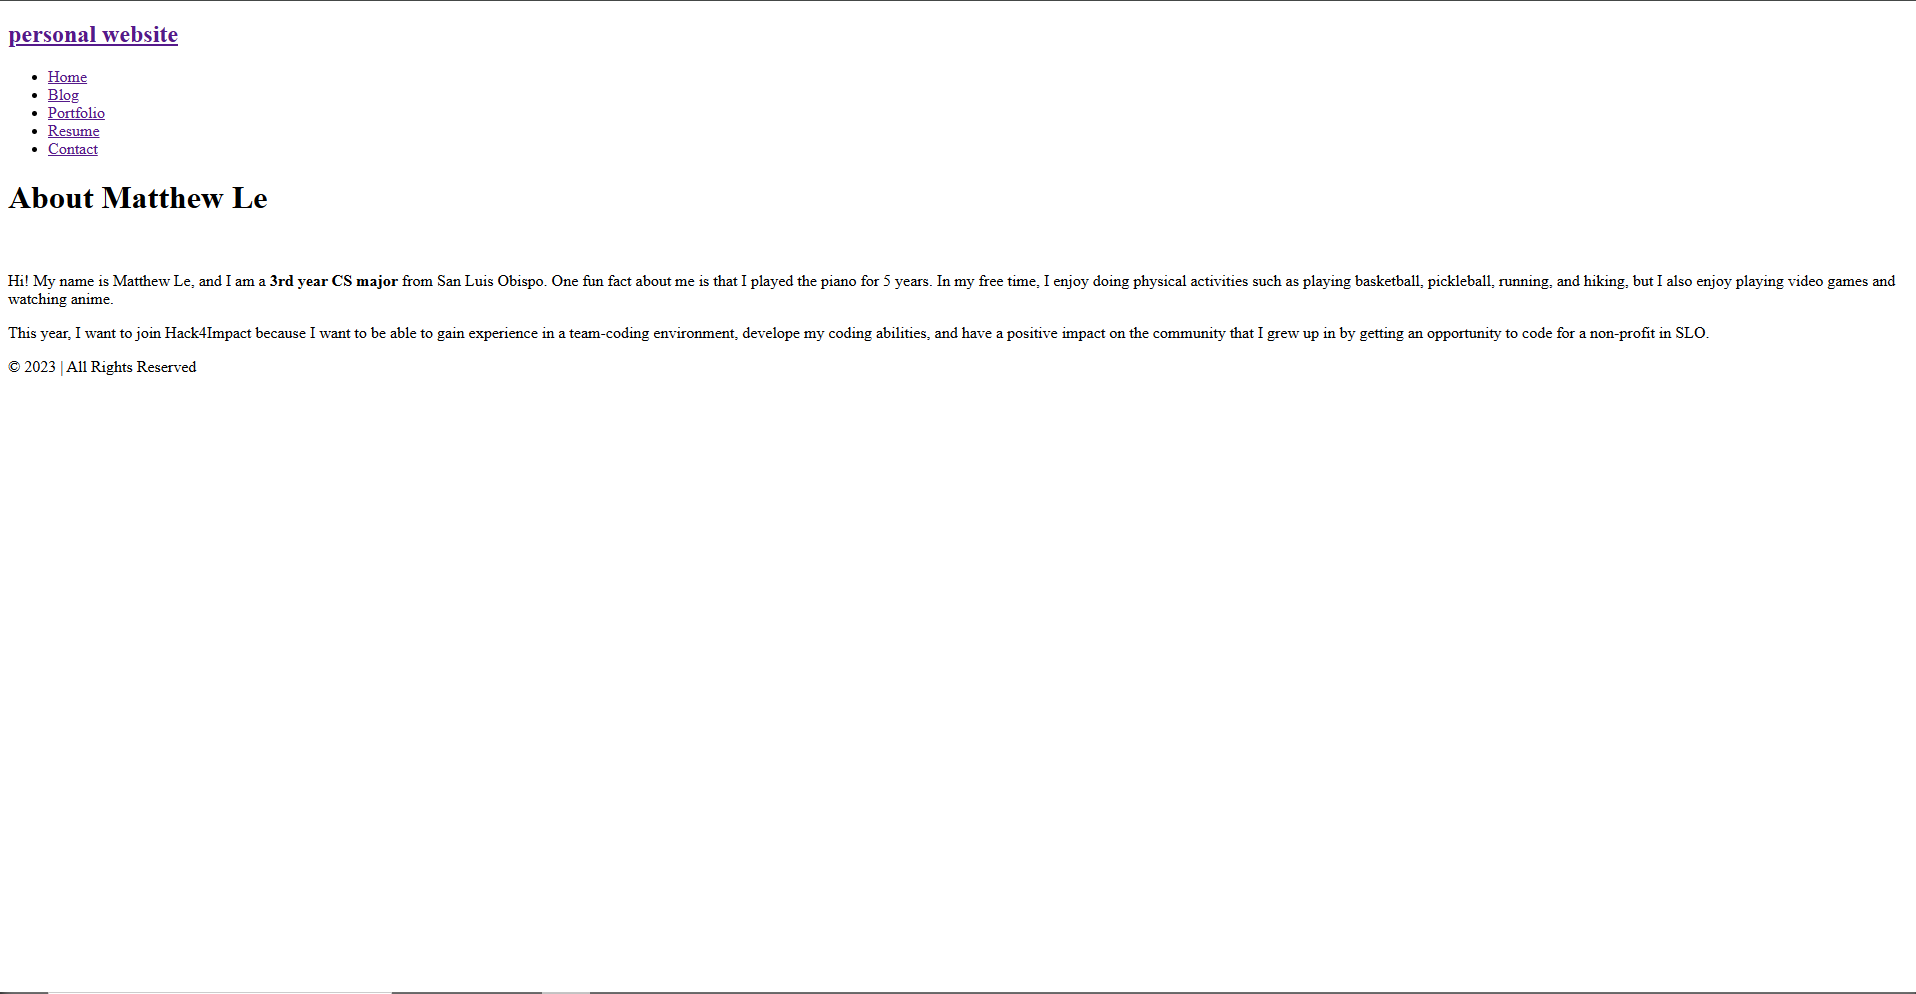 personal website
Home
Blog
Portfolio
Resume
Contact
About Matthew Le
Hi! My name is Matthew Le, and I am a 3rd year CS major from San Luis Obispo. One fun fact about me is that I played the piano for 5 years. In my free time, I enjoy doing physical activities such as playing basketball, pickleball, running, and hiking, but I also enjoy playing video games and
watching anime.
This year, I want to join Hack4Impact because I want to be able to gain experience in a team-coding environment, develope my coding abilities, and have a positive impact on the community that I grew up in by getting an opportunity to code for a non-profit in SLO.
© 2023 | All Rights Reserved